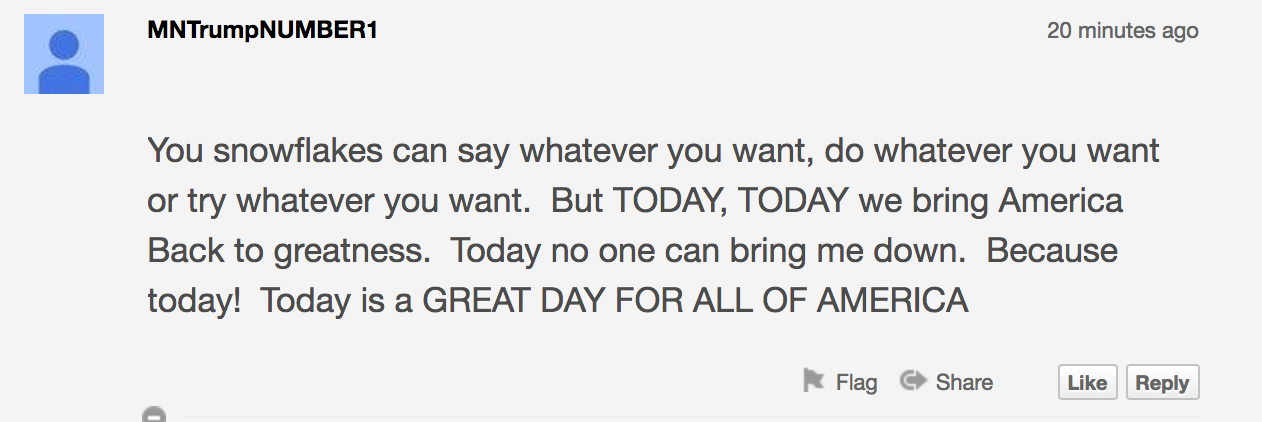 MNTrumpNUMBER1
20 minutes ago
You snowflakes can say whatever you want, do whatever you want
or try whatever you want.  But TODAY, TODAY we bring America
Back to greatness.  Today no one can bring me down.  Because
today!  Today is a GREAT DAY FOR ALL OF AMERICA
Flag
Share
Like
Reply